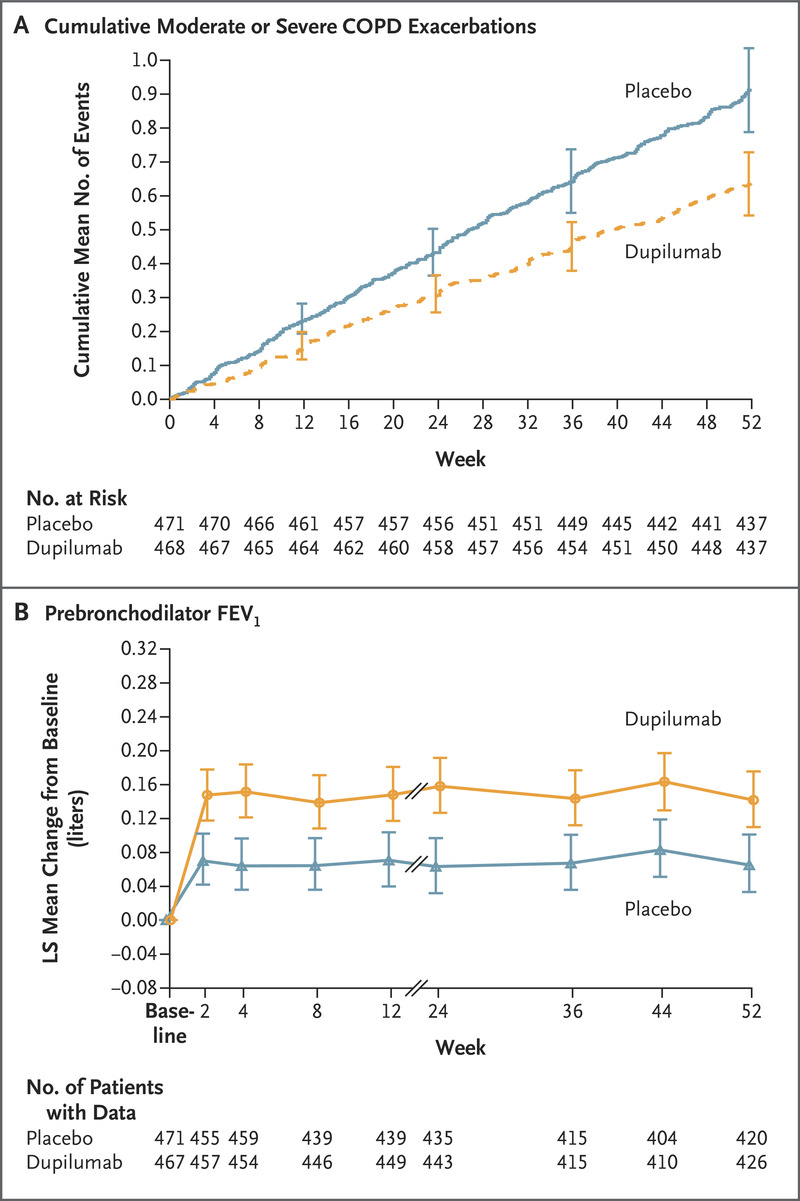 A Cumulative Moderate or Severe COPD Exacerbations
Cumulative Mean No. of Events
1.0
0.9
0.8
0.7
0.6
0.5
0.4
0.3
0.2
0.1
0.0
Placebo
Dupilumab
0 4 8 12 16 20 24 28 32 36 40 44 48 52
Week
No. at Risk
Placebo 471 470 466 461 457 457 456 451 451 449 445 442 441 437
Dupilumab 468 467 465 464 462 460 458 457 456 454 451 450 448 437
B Prebronchodilator FEV₁
LS Mean Change from Baseline
(liters)
0.32
0.28
0.24
0.20
0.16
0.12
0.08
0.04
0.00
–0.04
–0.08
Dupilumab
Placebo
Base-
line
2 4 8 12 24 36 44 52
Week
No. of Patients
with Data
Placebo 471 455 459 439 439 435 415 404 420
Dupilumab 467 457 454 446 449 443 415 410 426